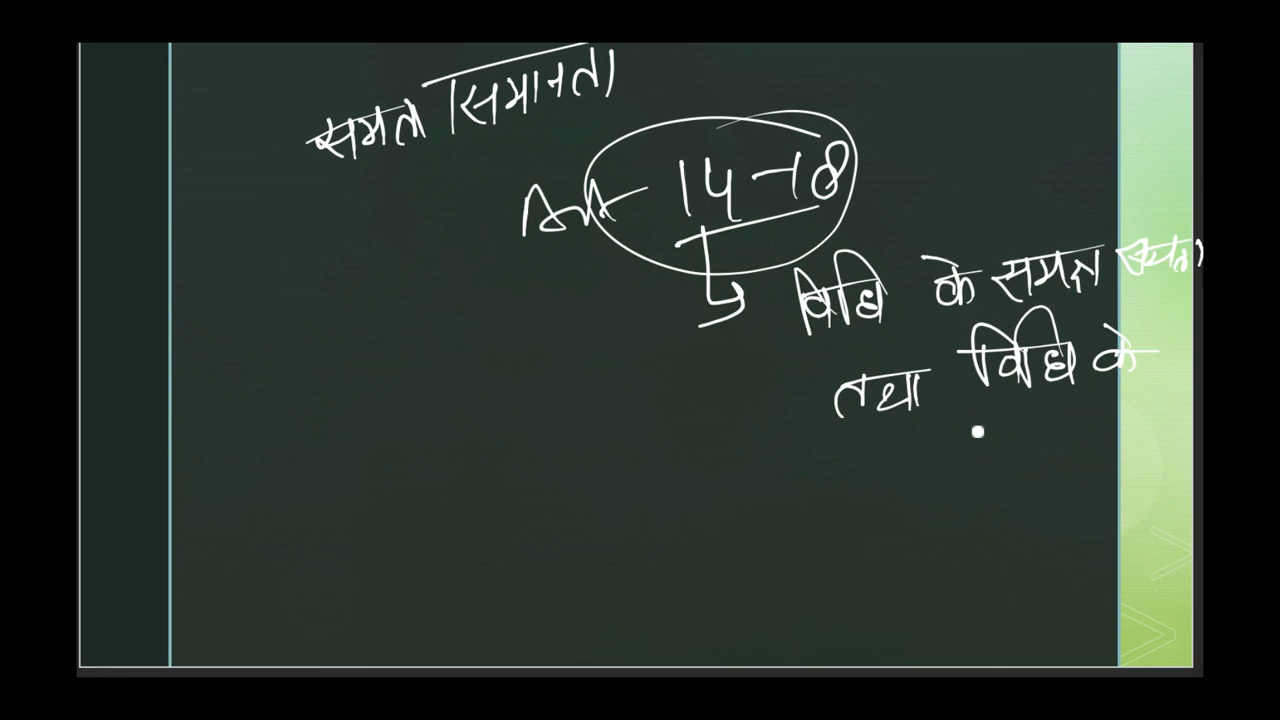 समता समानता
Art 14-18
विधि के समक्ष समता
तथा विधि के